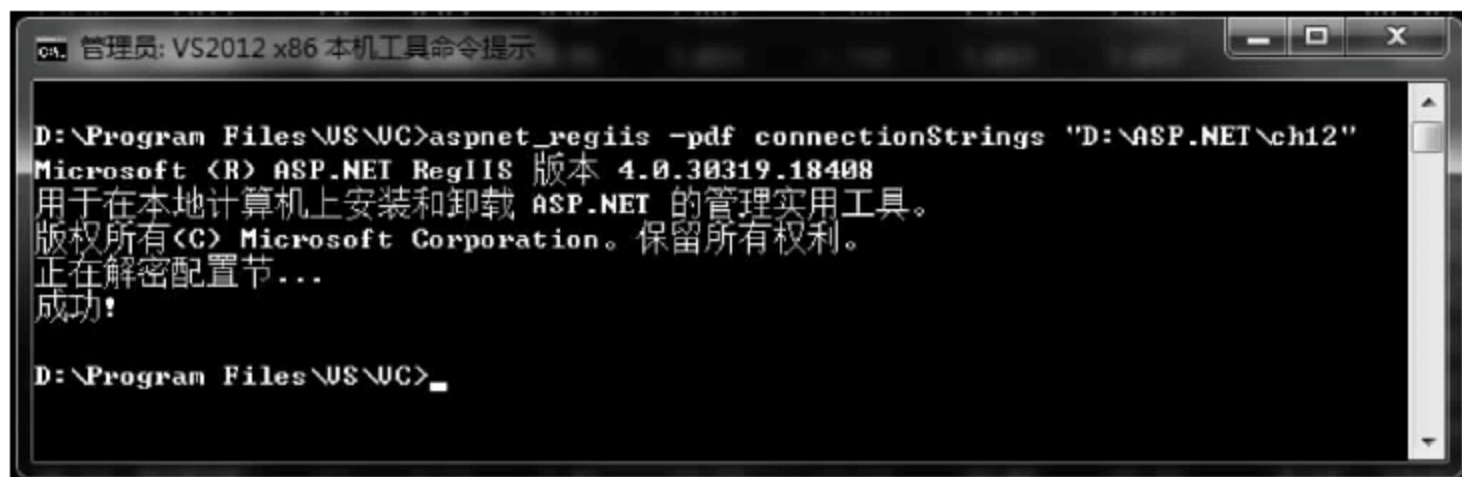 管理员: VS2012 x86 本机工具命令提示
D:\Program Files\VS\VC>aspnet_regiis -pdf connectionStrings "D:\ASP.NET\ch12"
Microsoft (R) ASP.NET RegIIS 版本 4.0.30319.18408
用于在本地计算机上安装和卸载 ASP.NET 的管理实用工具。
版权所有(C) Microsoft Corporation。保留所有权利。
正在解密配置节...
成功!
D:\Program Files\VS\VC>